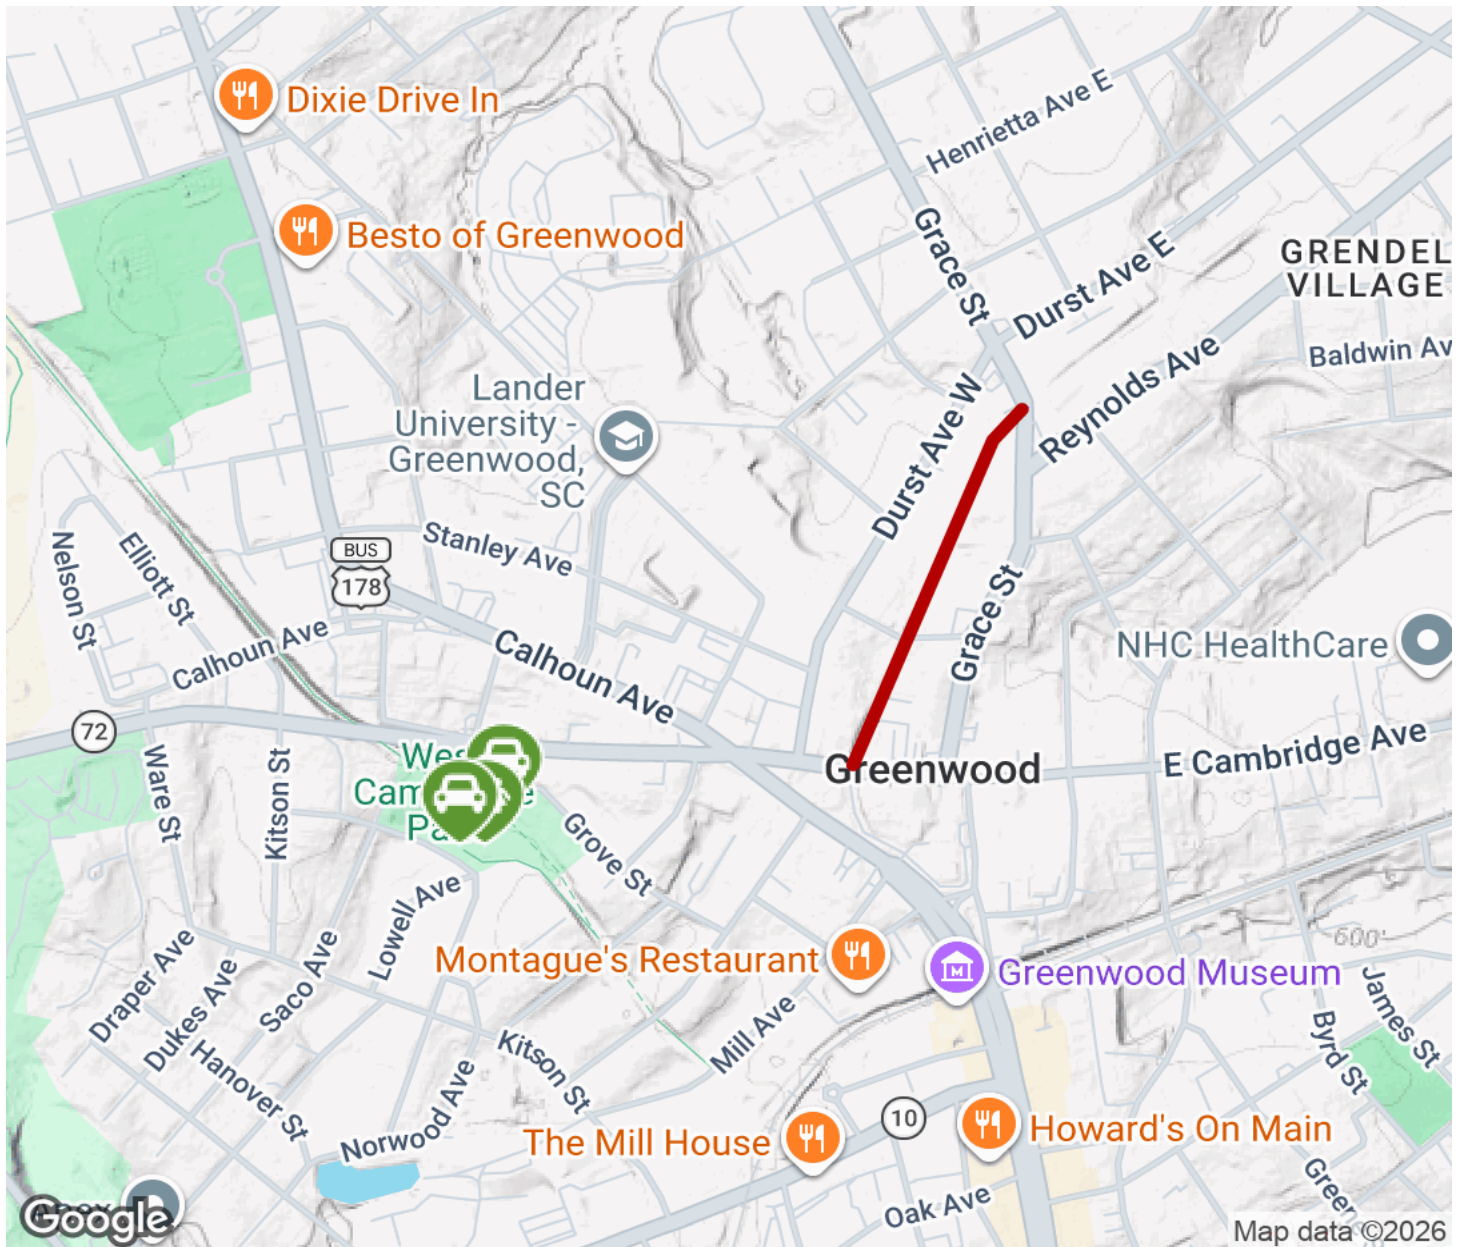 Dixie Drive In
Henrietta Ave E
Besto of Greenwood
Grace St
Durst Ave E
GRENDEL
VILLAGE
Baldwin Av
Reynolds Ave
Lander
University -
Greenwood,
SC
Durst Ave W
Stanley Ave
BUS
178
Nelson St
Elliott St
Calhoun Ave
Calhoun Ave
Grace St
NHC HealthCare
72
Wes
Cam e
Pa
Greenwood
E Cambridge Ave
Ware St
Kitson St
Grove St
Lowell Ave
Montague's Restaurant
Greenwood Museum
600'
James St
Byrd St
Draper Ave
Dukes Ave
Saco Ave
Hanover St
Kitson St
Mill Ave
Norwood Ave
The Mill House
10
Howard's On Main
Oak Ave
Green
Google
Map data ©2026